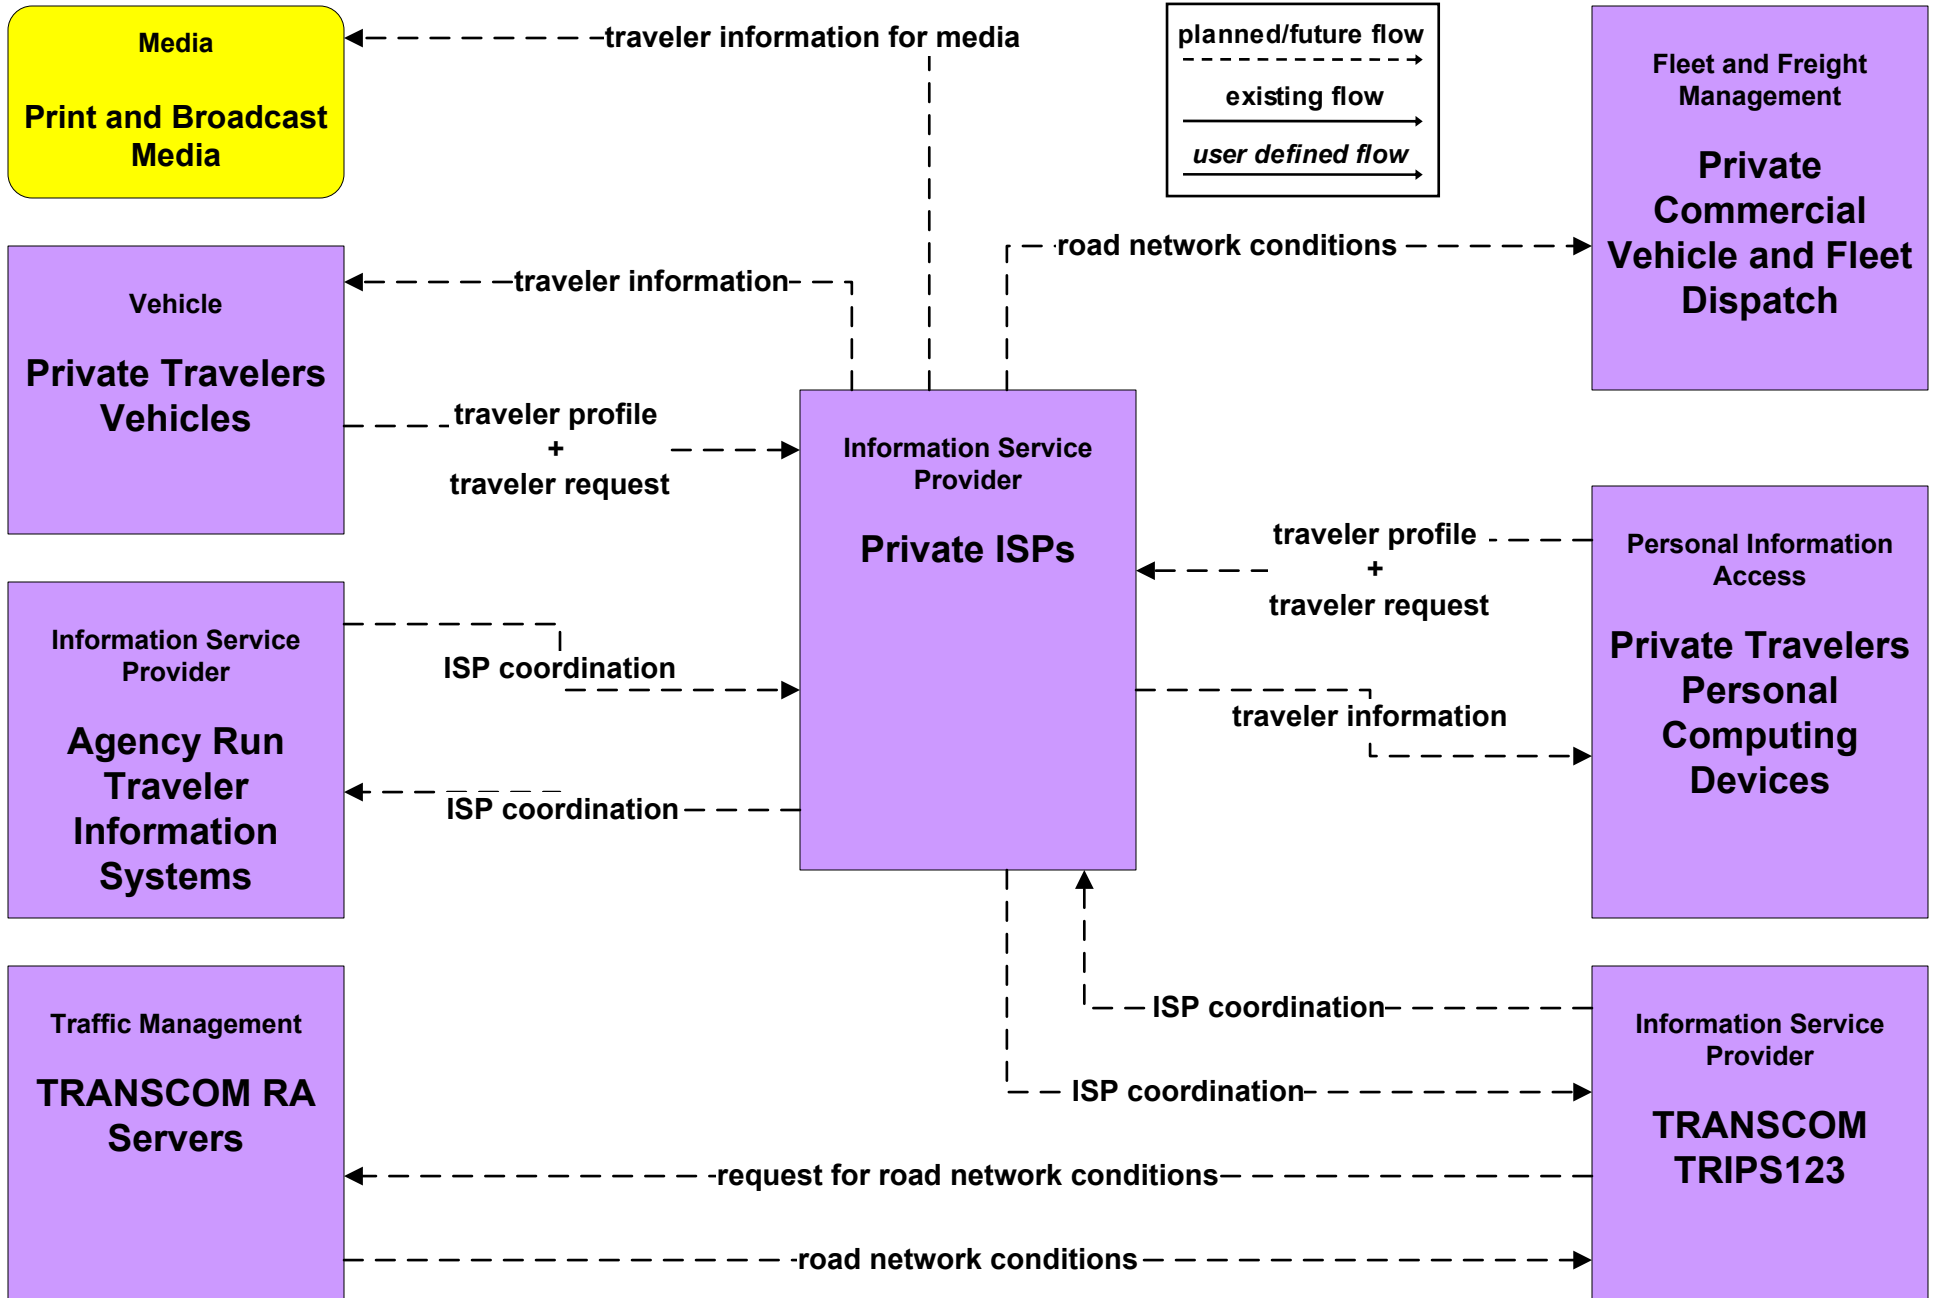 Media
Print and Broadcast
Media
traveler information for media
planned/future flow
existing flow
user defined flow
Fleet and Freight
Management
Private
Commercial
Vehicle and Fleet
Dispatch
road network conditions
traveler information
Vehicle
Private Travelers
Vehicles
traveler profile
+
traveler request
Information Service
Provider
Private ISPs
traveler profile
+
traveler request
Personal Information
Access
Private Travelers
Personal
Computing
Devices
traveler information
Information Service
Provider
Agency Run
Traveler
Information
Systems
ISP coordination
ISP coordination
Traffic Management
TRANSCOM RA
Servers
ISP coordination
ISP coordination
Information Service
Provider
TRANSCOM
TRIPS123
request for road network conditions
road network conditions